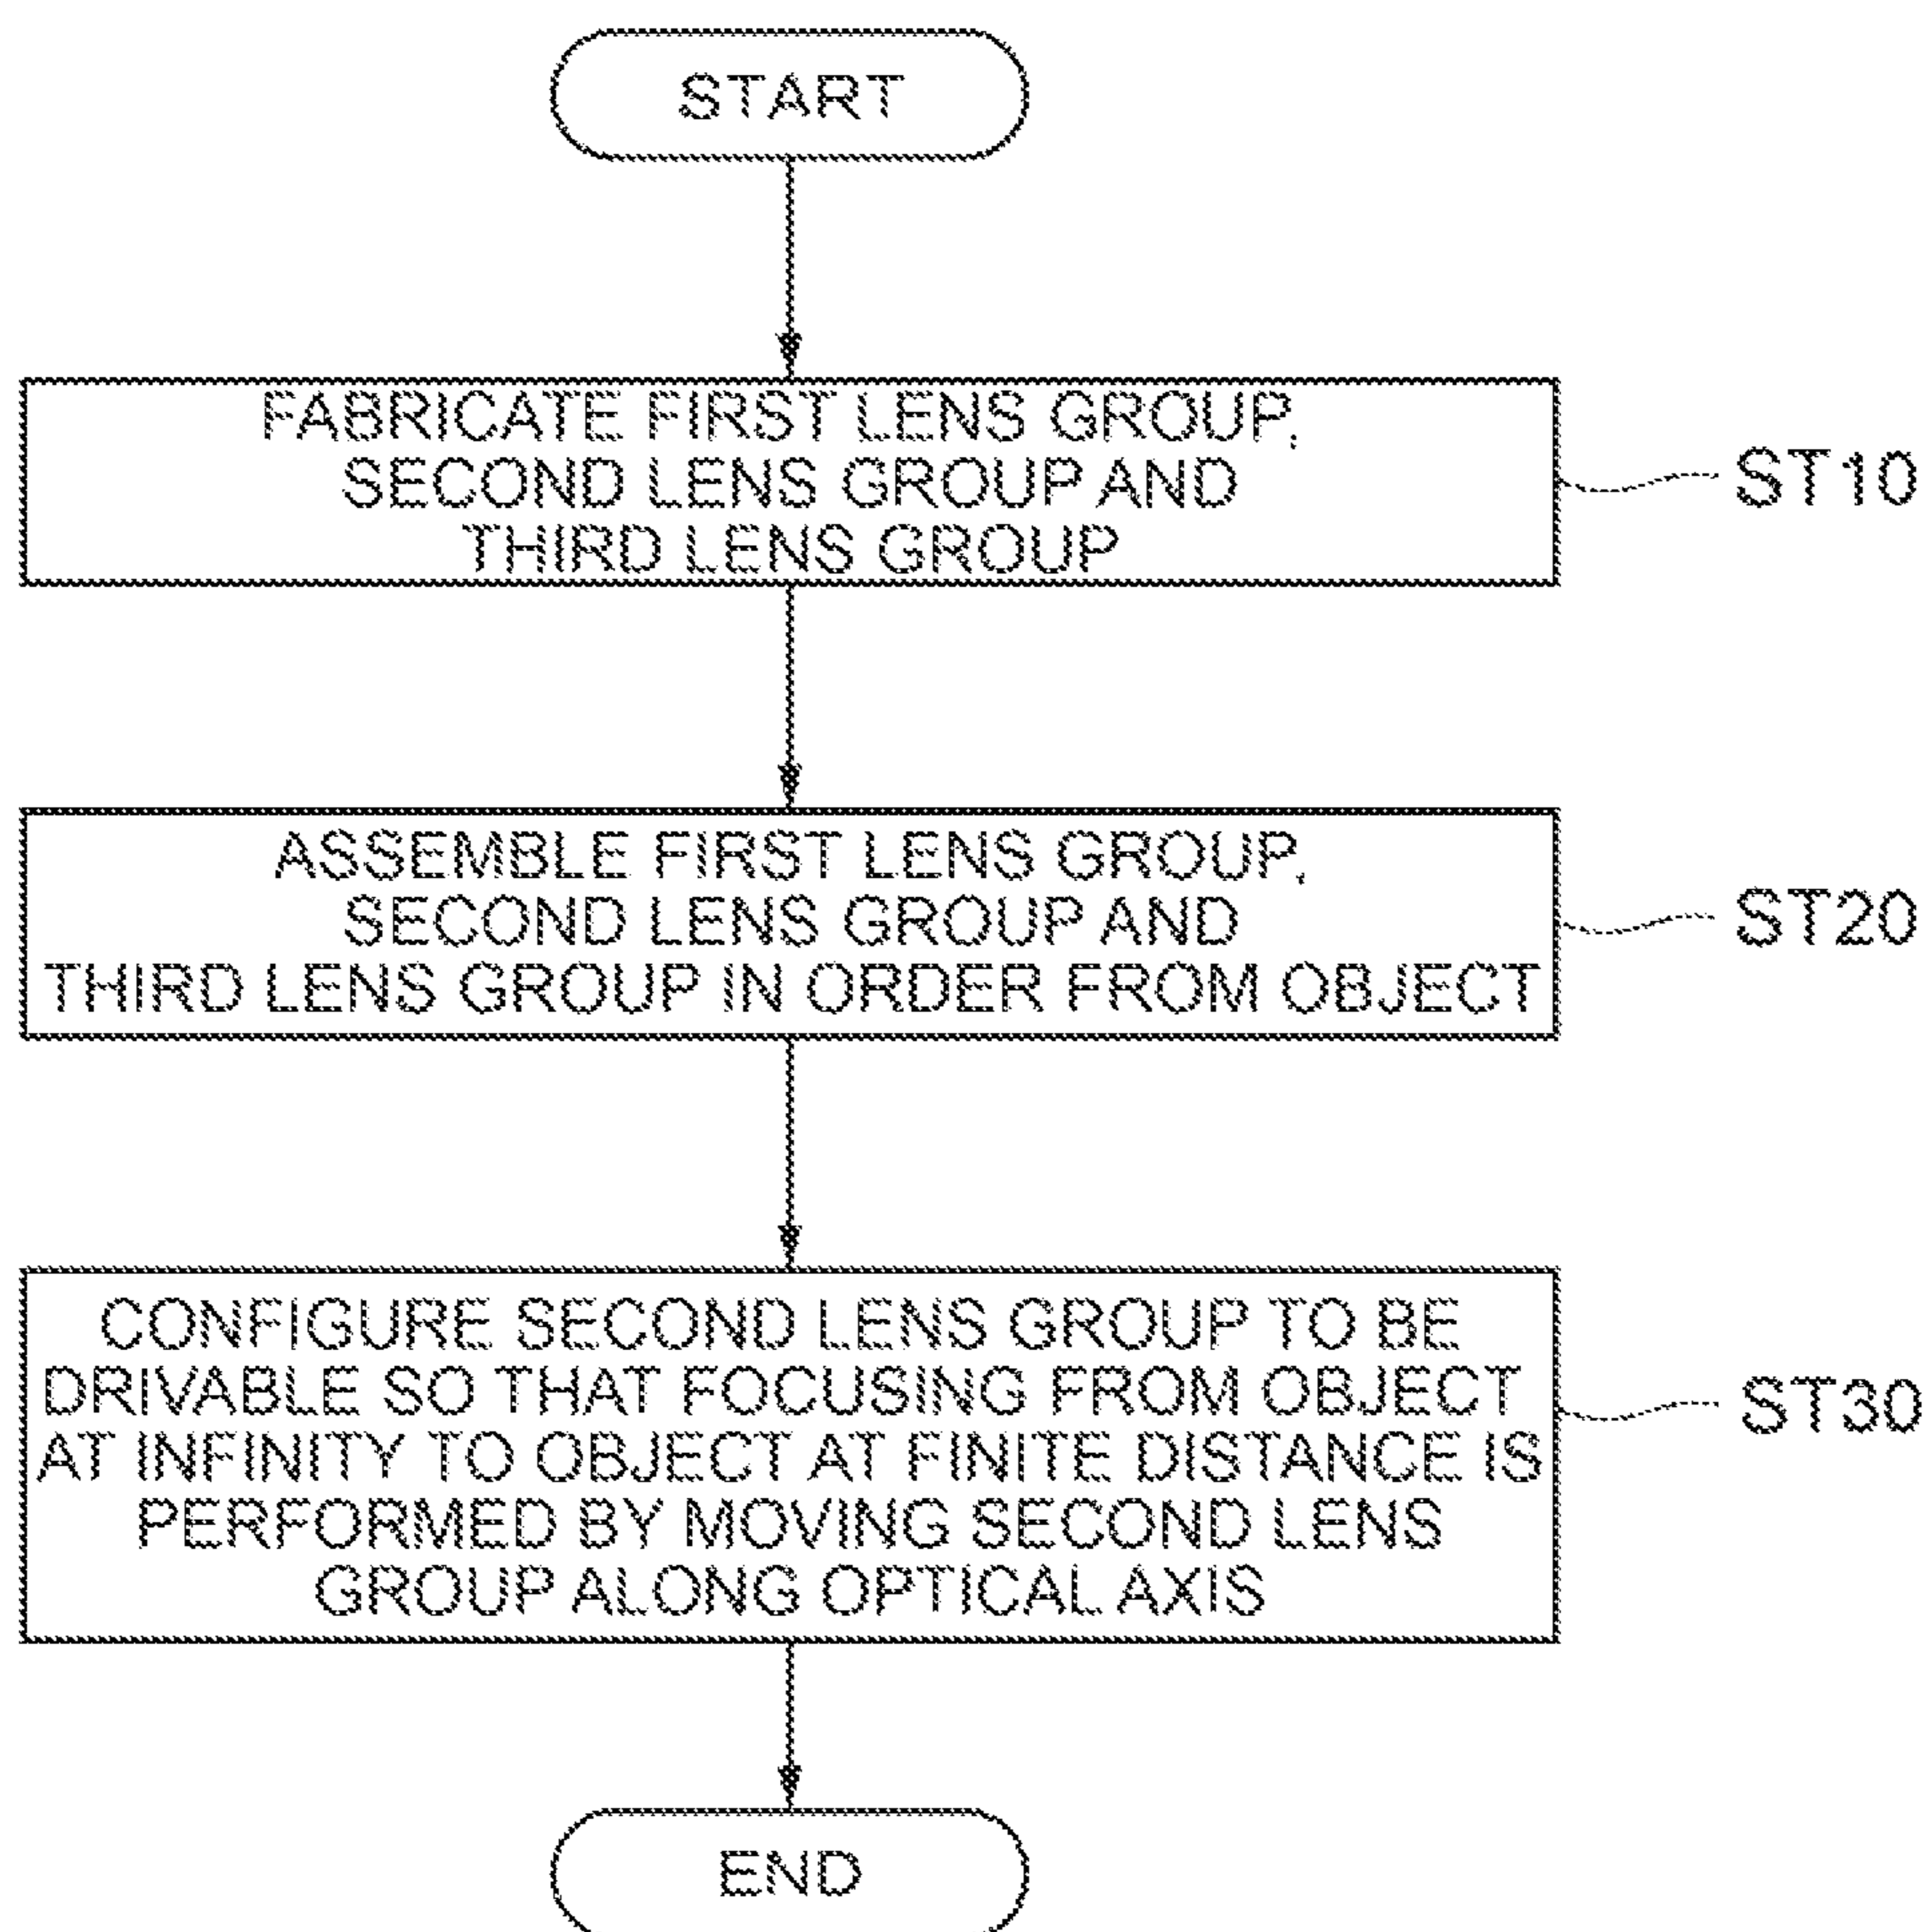 START
FABRICATE FIRST LENS GROUP,
SECOND LENS GROUP AND
THIRD LENS GROUP
ST10
ASSEMBLE FIRST LENS GROUP,
SECOND LENS GROUP AND
THIRD LENS GROUP IN ORDER FROM OBJECT
ST20
CONFIGURE SECOND LENS GROUP TO BE
DRIVABLE SO THAT FOCUSING FROM OBJECT
AT INFINITY TO OBJECT AT FINITE DISTANCE IS
PERFORMED BY MOVING SECOND LENS
GROUP ALONG OPTICAL AXIS
ST30
END